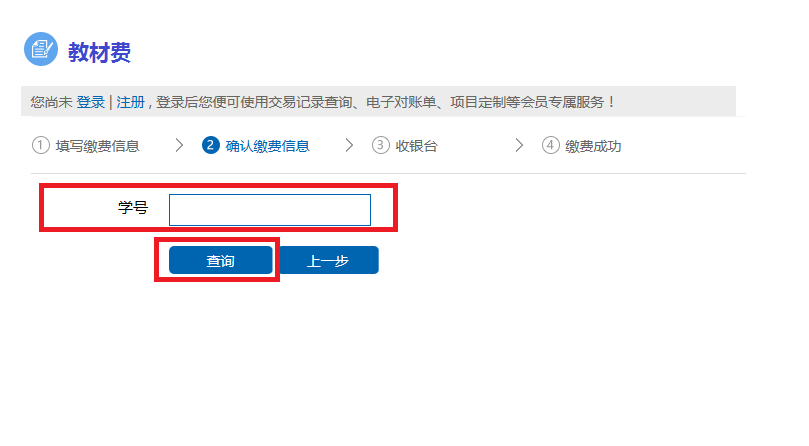 教材费
您尚未 登录 | 注册 , 登录后您便可使用交易记录查询、电子对账单、项目定制等会员专属服务！
1 填写缴费信息 > 2 确认缴费信息 > 3 收银台 > 4 缴费成功
学号
查询 上一步